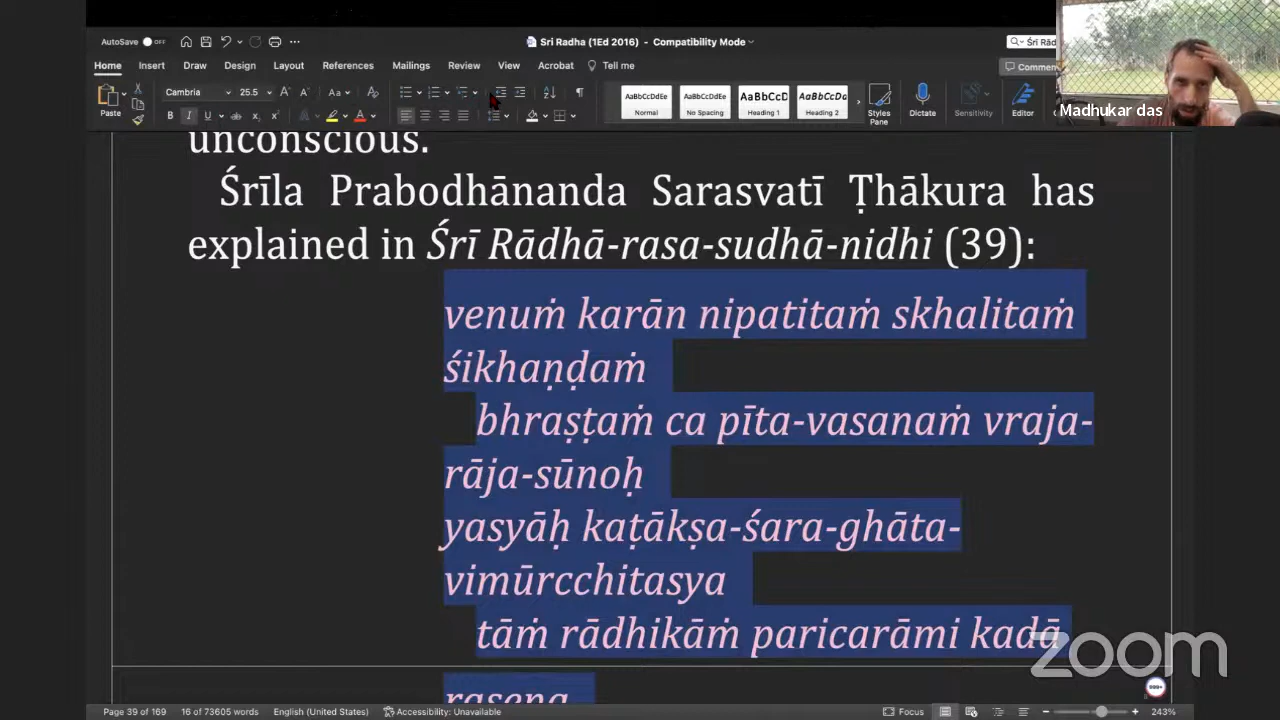 AutoSave OFF
Śrī Radha (1Ed 2016) - Compatibility Mode
Home Insert Draw Design Layout References Mailings Review View Acrobat Tell me
Paste
Cambria 25.5
AaBbCcDdEe AaBbCcDdEe AaBbCcD AaBbCcDc
Normal No Spacing Heading 1 Heading 2
Styles Pane
Dictate
Sensitivity
Editor
Madhukar das
unconscious.
Śrīla Prabodhānanda Sarasvatī Ṭhākura has
explained in Śrī Rādhā-rasa-sudhā-nidhi (39):
venuṁ karān nipatitaṁ skhalitaṁ
śikhaṇḍaṁ
bhraṣṭaṁ ca pīta-vasanaṁ vraja-
rāja-sūnoḥ
yasyāḥ kaṭākṣa-śara-ghāta-
vimūrcchitasya
tāṁ rādhikāṁ paricarāmi kadā
rasena
zoom
Page 39 of 169 16 of 73605 words English (United States) Accessibility: Unavailable Focus 243%